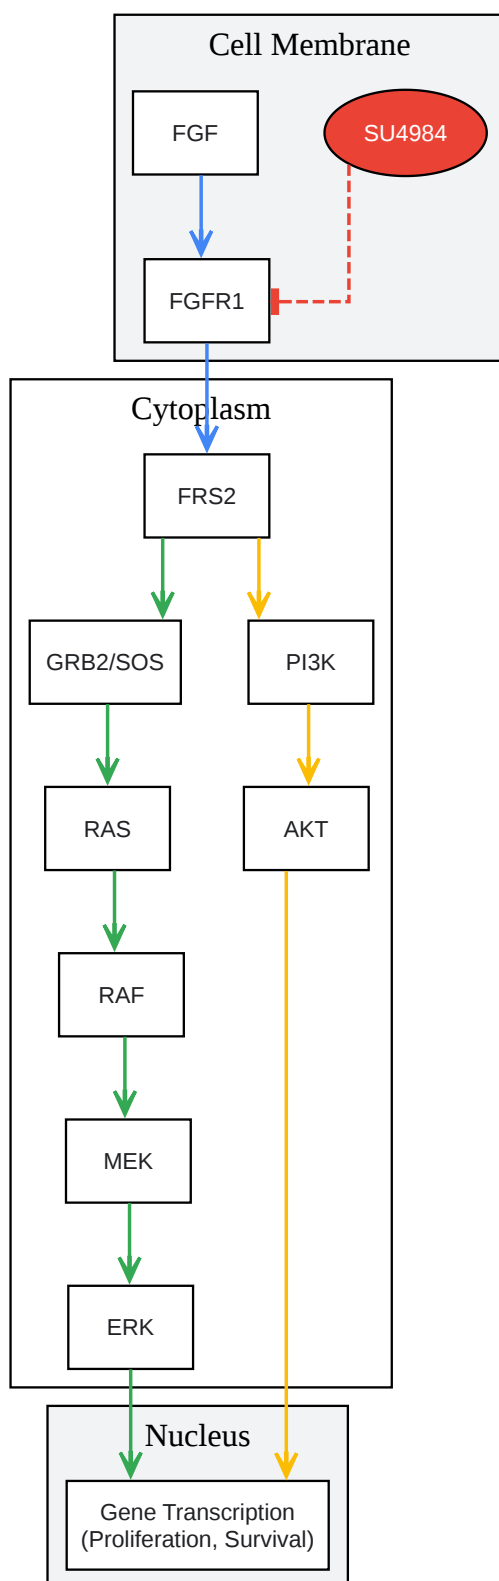 Cell Membrane
FGF
SU4984
FGFR1
Cytoplasm
FRS2
GRB2/SOS
PI3K
RAS
AKT
RAF
MEK
ERK
Nucleus
Gene Transcription
(Proliferation, Survival)